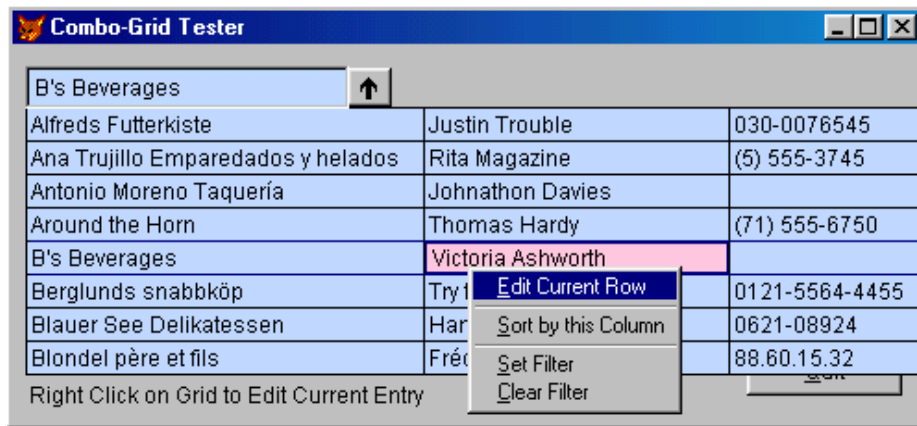 Combo-Grid Tester
B's Beverages
Alfreds Futterkiste Justin Trouble 030-0076545
Ana Trujillo Emparedados y helados Rita Magazine (5) 555-3745
Antonio Moreno Taquería Johnathon Davies
Around the Horn Thomas Hardy (71) 555-6750
B's Beverages Victoria Ashworth
Berglunds snabbköp Try 0121-5564-4455
Blauer See Delikatessen Han 0621-08924
Blondel père et fils Fréd 88.60.15.32
Edit Current Row
Sort by this Column
Set Filter
Clear Filter
Right Click on Grid to Edit Current Entry